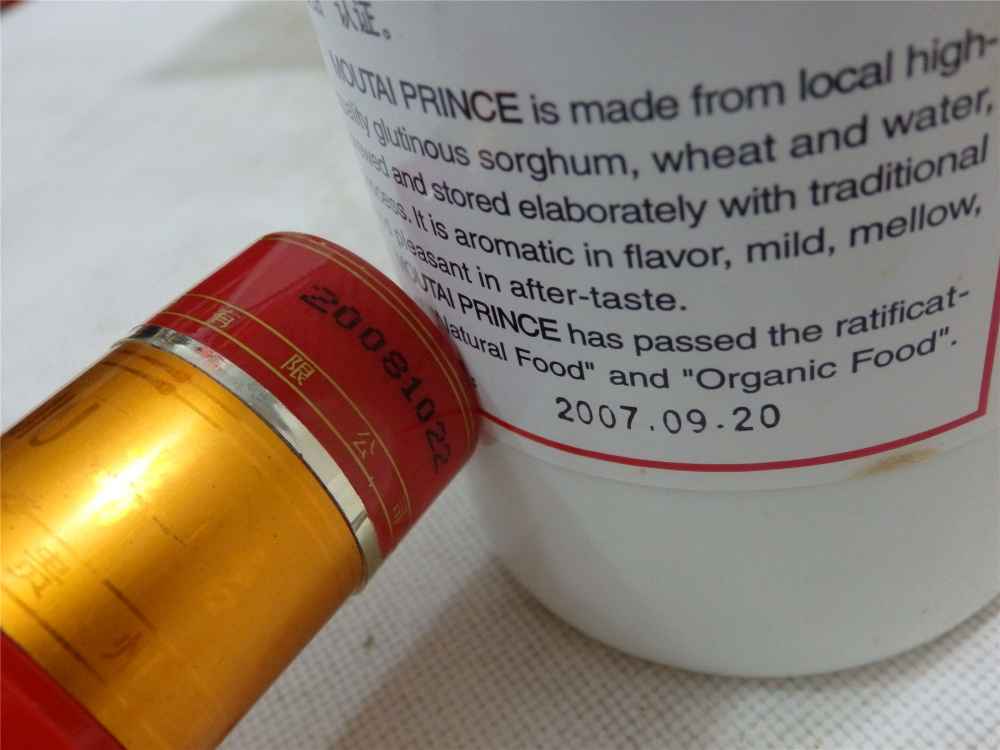 认证。
MOUTAI PRINCE is made from local high-
glutinous sorghum, wheat and water,
and stored elaborately with traditional
It is aromatic in flavor, mild, mellow,
pleasant in after-taste.
MOUTAI PRINCE has passed the ratificat-
Natural Food" and "Organic Food".
2007.09.20
20081022
有限公司
贵